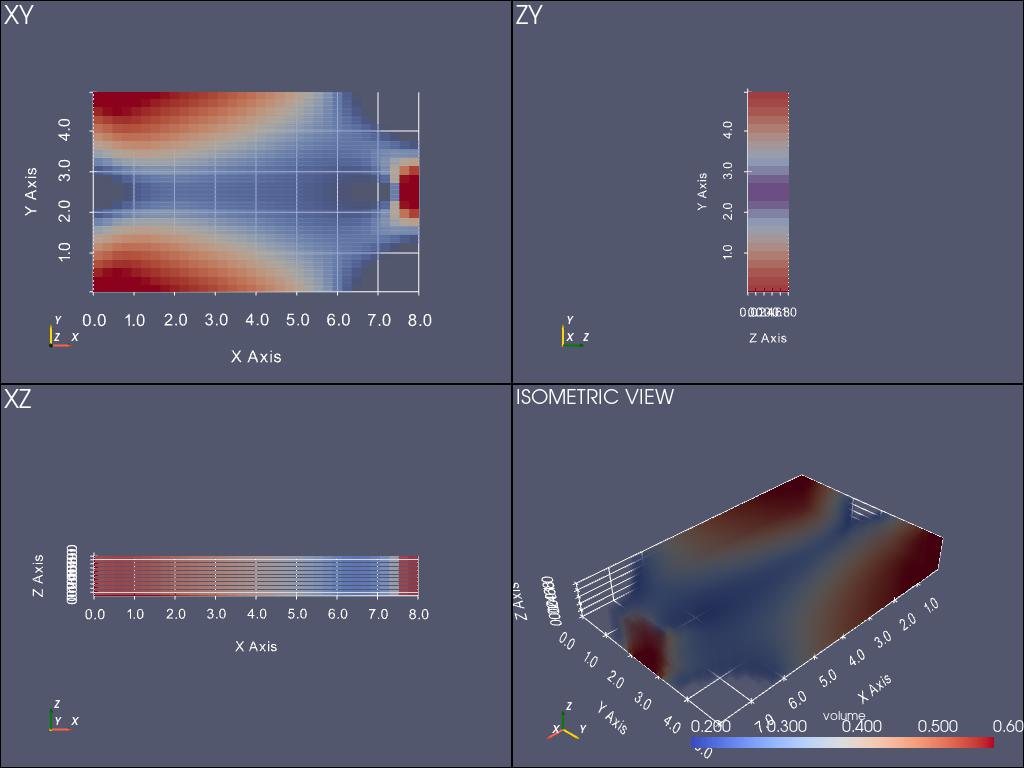 XY
4.0
3.0
2.0
1.0
Y Axis
0.0 1.0 2.0 3.0 4.0 5.0 6.0 7.0 8.0
X Axis
Y
Z X
ZY
4.0
3.0
2.0
1.0
Y Axis
Z Axis
Y
X Z
XZ
Z Axis
0.0 1.0 2.0 3.0 4.0 5.0 6.0 7.0 8.0
X Axis
Z
Y X
ISOMETRIC VIEW
Z Axis
0.0 1.0 2.0 3.0 4.0
Y Axis
1.0 2.0 3.0 4.0 5.0 6.0
X Axis
Z
X Y
volume
0.200 0.300 0.400 0.500 0.60